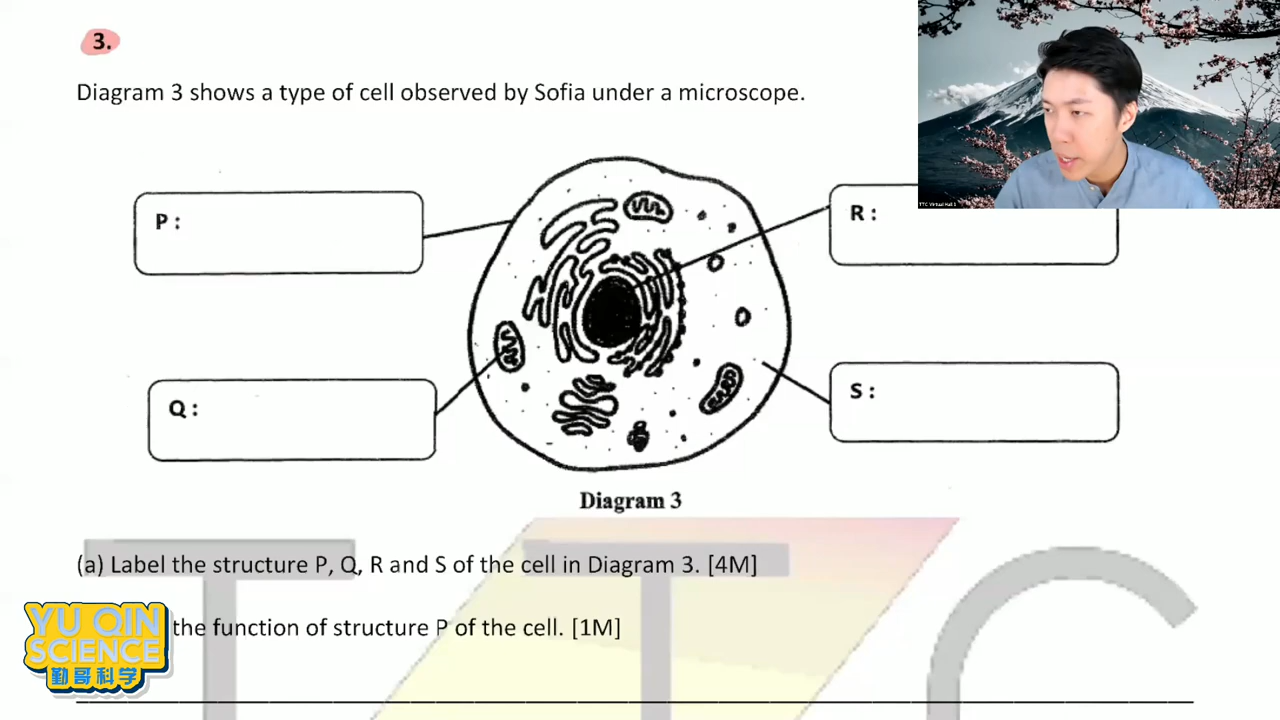 3.
Diagram 3 shows a type of cell observed by Sofia under a microscope.
P :
R :
Q :
S :
Diagram 3
(a) Label the structure P, Q, R and S of the cell in Diagram 3. [4M]
the function of structure P of the cell. [1M]
YU QIN
SCIENCE
勤哥科学
TTC